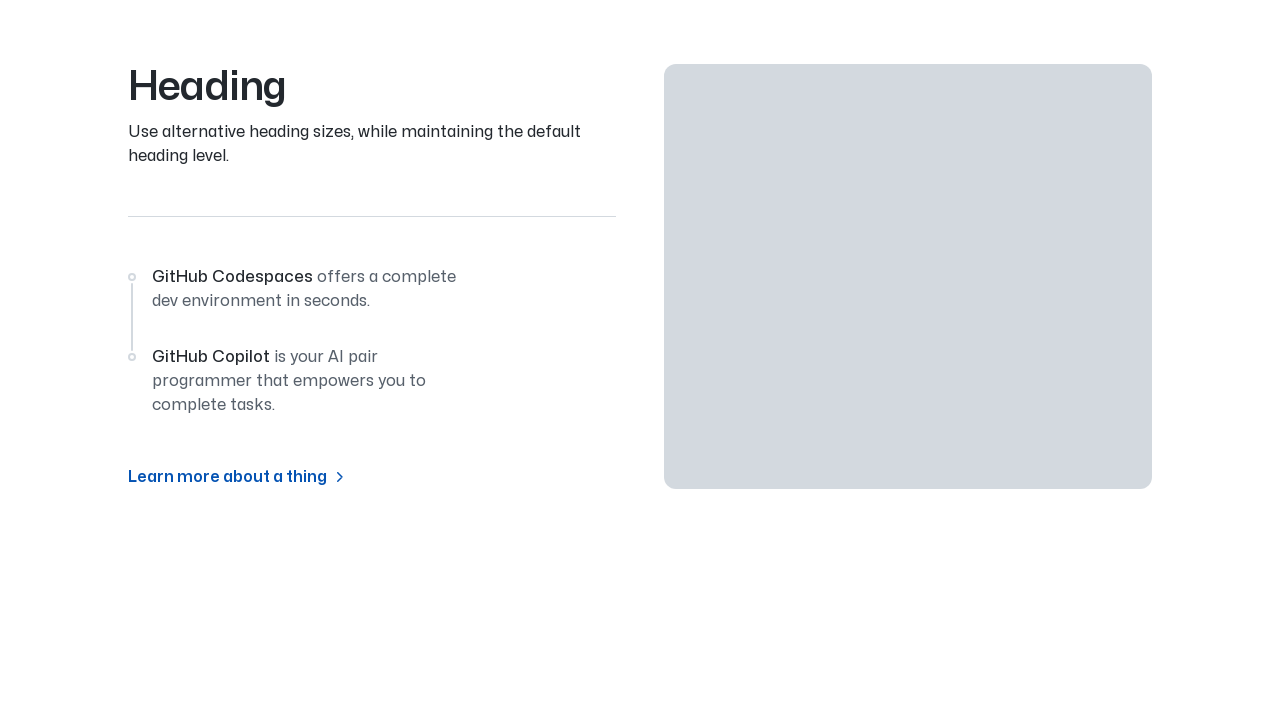 Heading
Use alternative heading sizes, while maintaining the default
heading level.
GitHub Codespaces offers a complete
dev environment in seconds.
GitHub Copilot is your AI pair
programmer that empowers you to
complete tasks.
Learn more about a thing